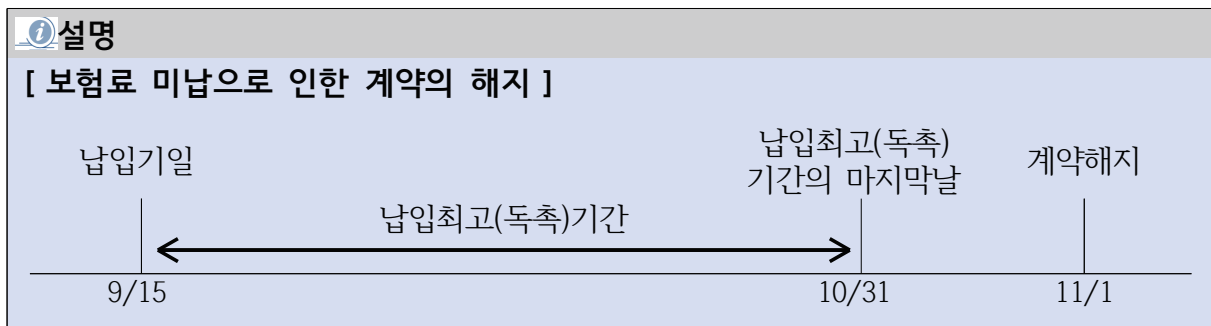 설명
[ 보험료 미납으로 인한 계약의 해지 ]
납입기일
납입최고(독촉)
기간의 마지막날
계약해지
납입최고(독촉)기간
9/15
10/31
11/1